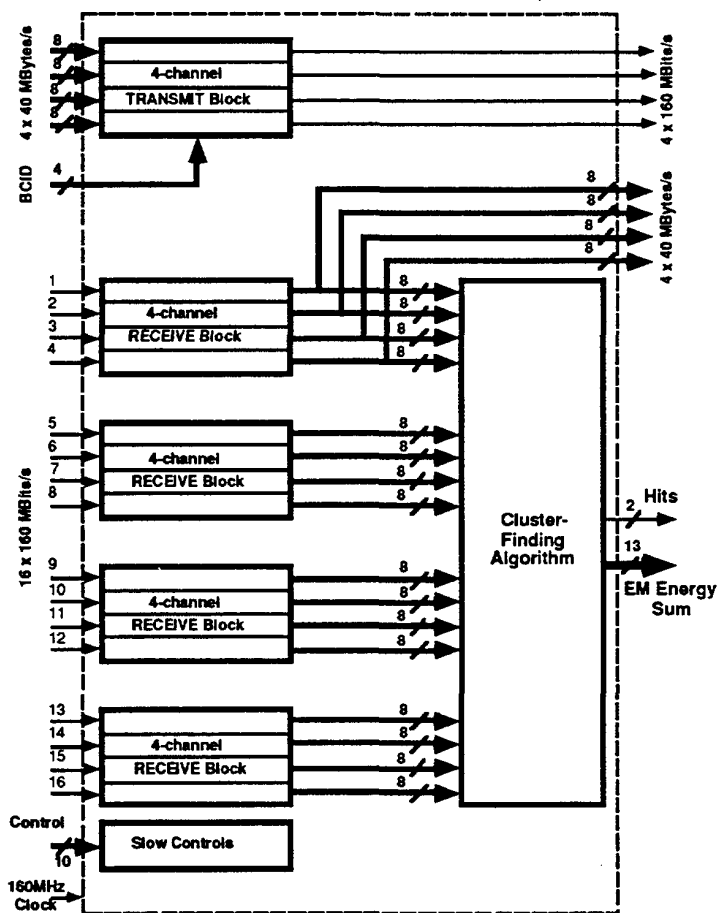 4 x 40 MBytes/s
8
8
8
8
4-channel
TRANSMIT Block
4 x 160 MBits/s
BCID
4
8
8
8
8
4 x 40 MBytes/s
16 x 160 MBits/s
1
2
3
4
4-channel
RECEIVE Block
8
8
8
8
5
6
7
8
4-channel
RECEIVE Block
8
8
8
8
9
10
11
12
4-channel
RECEIVE Block
8
8
8
8
13
14
15
16
4-channel
RECEIVE Block
8
8
8
8
Cluster-
Finding
Algorithm
2
Hits
13
EM Energy
Sum
Control
10
Slow Controls
160MHz
Clock